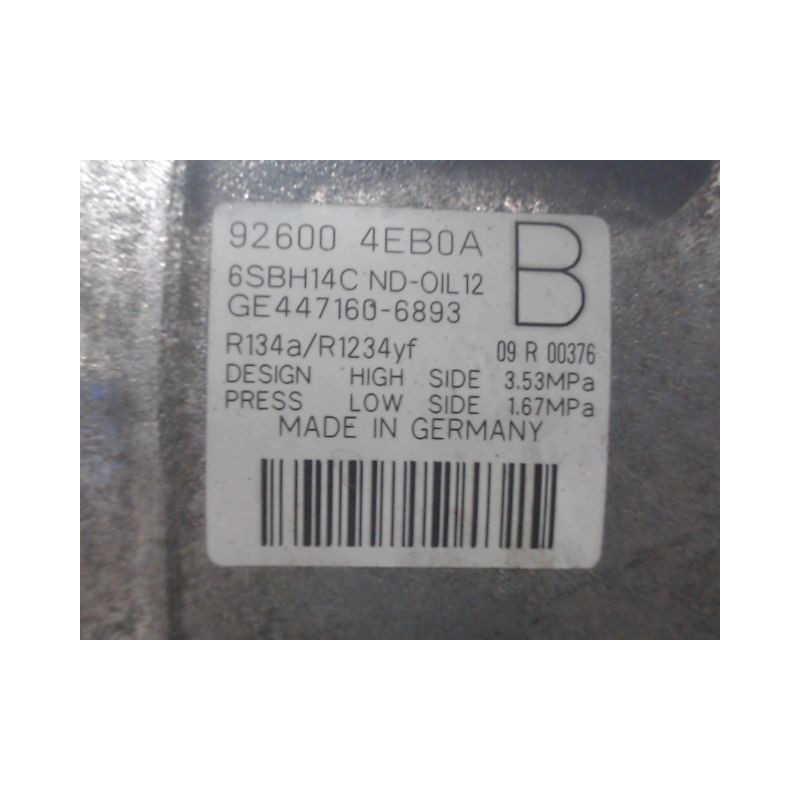 92600 4EB0A B
6SBH14C ND-OIL12
GE447160-6893
R134a/R1234yf 09 R 00376
DESIGN HIGH SIDE 3.53MPa
PRESS LOW SIDE 1.67MPa
MADE IN GERMANY